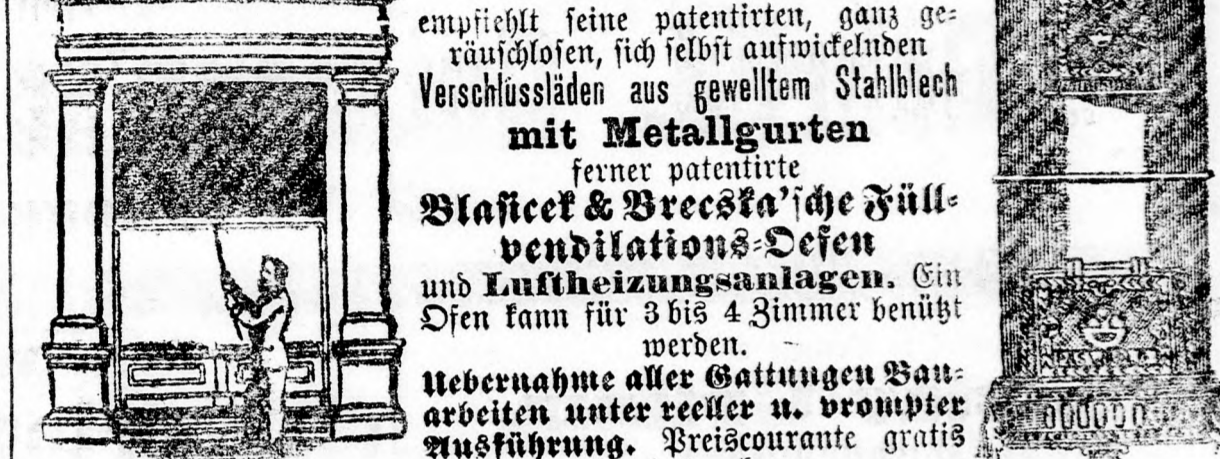 empfiehlt seine patentirten, ganz ge-
räuschlosen, sich selbst aufwickelnden
Verschlussläden aus gewelltem Stahlblech
mit Metallgurten
ferner patentirte
Blasicek & Brecska'sche Füll-
vendilations-Oefen
und Luftheizungsanlagen. Ein
Ofen kann für 3 bis 4 Zimmer benützt
werden.
Uebernahme aller Gattungen Bau-
arbeiten unter reeller u. prompter
Ausführung. Preiscourante gratis